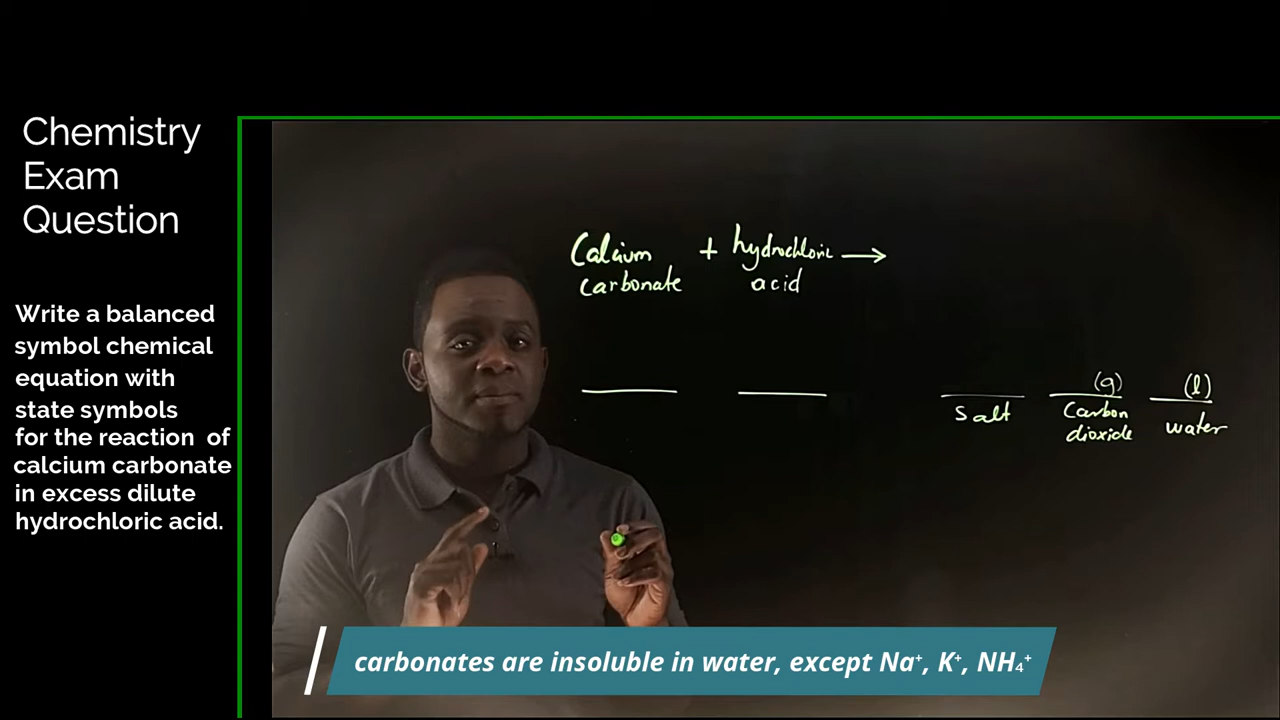 Chemistry
Exam
Question
Write a balanced
symbol chemical
equation with
state symbols
for the reaction of
calcium carbonate
in excess dilute
hydrochloric acid.
Calcium + hydrochloric →
carbonate acid
(g) (l)
Salt Carbon water
dioxide
carbonates are insoluble in water, except Na⁺, K⁺, NH₄⁺